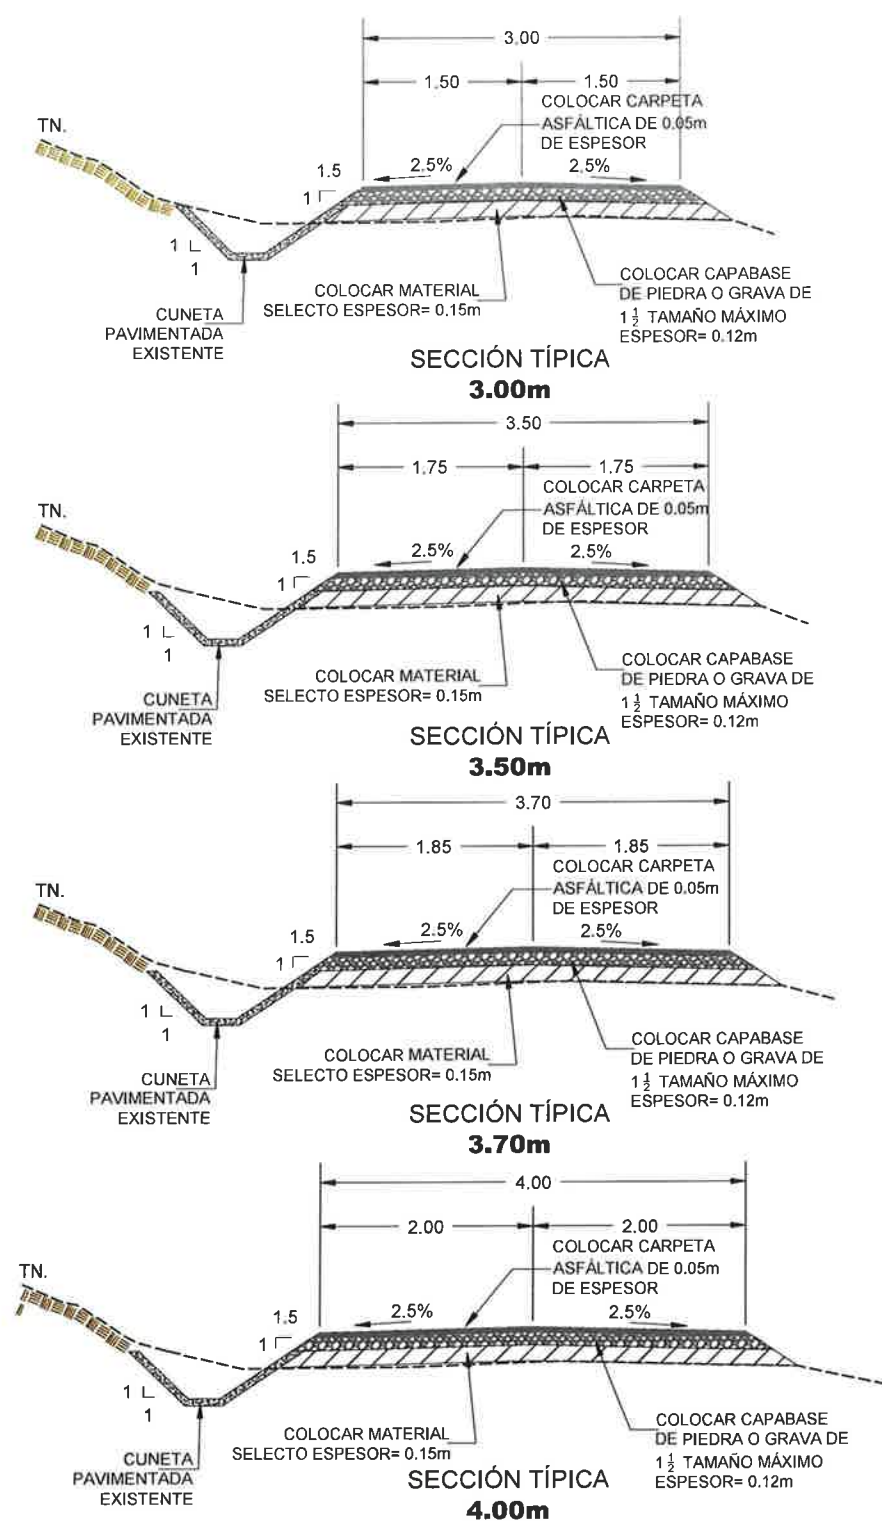 3.00
1.50
1.50
COLOCAR CARPETA
ASFÁLTICA DE 0.05m
DE ESPESOR
TN.
2.5%
2.5%
1.5
1
1
1
CUNETA
PAVIMENTADA
EXISTENTE
COLOCAR MATERIAL
SELECTO ESPESOR= 0.15m
COLOCAR CAPABASE
DE PIEDRA O GRAVA DE
1 1/2 TAMAÑO MÁXIMO
ESPESOR= 0.12m
SECCIÓN TÍPICA
3.00m
3.50
1.75
1.75
COLOCAR CARPETA
ASFÁLTICA DE 0.05m
DE ESPESOR
TN.
2.5%
2.5%
1.5
1
1
1
CUNETA
PAVIMENTADA
EXISTENTE
COLOCAR MATERIAL
SELECTO ESPESOR= 0.15m
COLOCAR CAPABASE
DE PIEDRA O GRAVA DE
1 1/2 TAMAÑO MÁXIMO
ESPESOR= 0.12m
SECCIÓN TÍPICA
3.50m
3.70
1.85
1.85
COLOCAR CARPETA
ASFÁLTICA DE 0.05m
DE ESPESOR
TN.
2.5%
2.5%
1.5
1
1
1
CUNETA
PAVIMENTADA
EXISTENTE
COLOCAR MATERIAL
SELECTO ESPESOR= 0.15m
COLOCAR CAPABASE
DE PIEDRA O GRAVA DE
1 1/2 TAMAÑO MÁXIMO
ESPESOR= 0.12m
SECCIÓN TÍPICA
3.70m
4.00
2.00
2.00
COLOCAR CARPETA
ASFÁLTICA DE 0.05m
DE ESPESOR
TN.
2.5%
2.5%
1.5
1
1
1
CUNETA
PAVIMENTADA
EXISTENTE
COLOCAR MATERIAL
SELECTO ESPESOR= 0.15m
COLOCAR CAPABASE
DE PIEDRA O GRAVA DE
1 1/2 TAMAÑO MÁXIMO
ESPESOR= 0.12m
SECCIÓN TÍPICA
4.00m